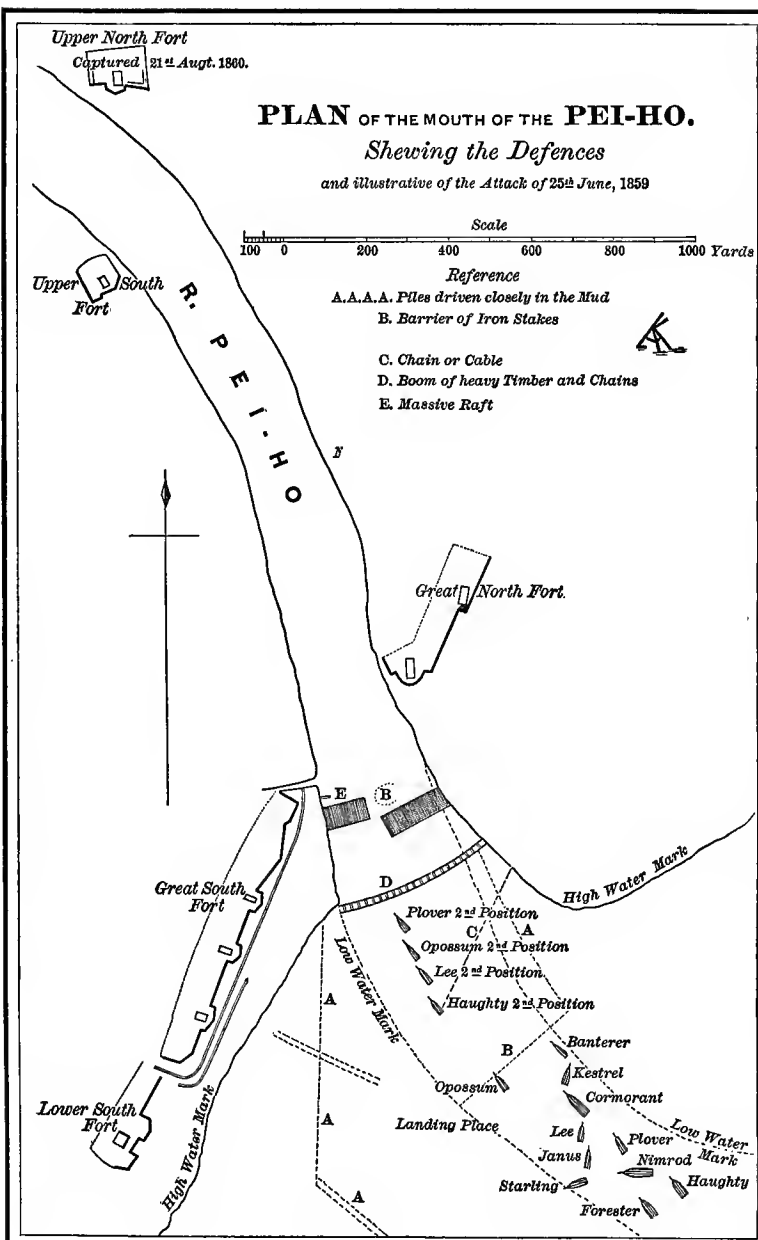 Upper North Fort
Captured 21st Augt. 1860.
PLAN OF THE MOUTH OF THE PEI-HO.
Shewing the Defences
and illustrative of the Attack of 25th June, 1859
Scale
100 0 200 400 600 800 1000 Yards
Reference
A.A.A.A. Piles driven closely in the Mud
B. Barrier of Iron Stakes
C. Chain or Cable
D. Boom of heavy Timber and Chains
E. Massive Raft
Upper South
Fort
R. PEI-HO
N
Great North Fort.
E
B
D
High Water Mark
Great South
Fort
Plover 2nd Position
C
A
Opossum 2nd Position
Lee 2nd Position
Haughty 2nd Position
Low Water Mark
A
B
Banterer
Kestrel
Opossum
Cormorant
Lower South
Fort
High Water Mark
A
Landing Place
Lee
Plover
Low Water
Mark
Janus
Nimrod
Starling
Haughty
A
Forester